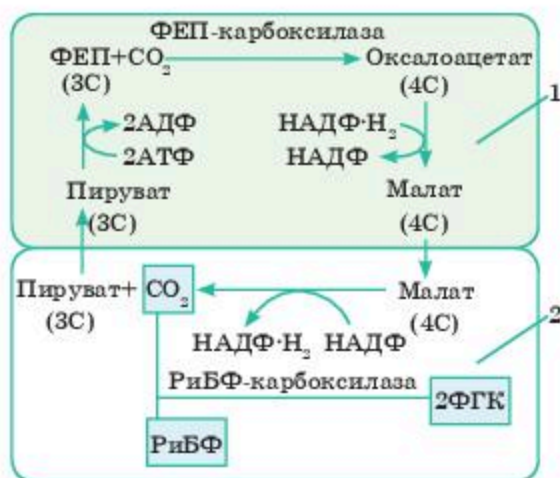 ФЕП-карбоксилаза
ФЕП+CO₂ Оксалоацетат
(3С) (4С)
1
2АДФ НАДФ·Н₂
2АТФ НАДФ
Пируват Малат
(3С) (4С)
Пируват+ CO₂ Малат
(3С) (4С)
НАДФ·Н₂ НАДФ
2
РиБФ-карбоксилаза
2ФГК
РиБФ